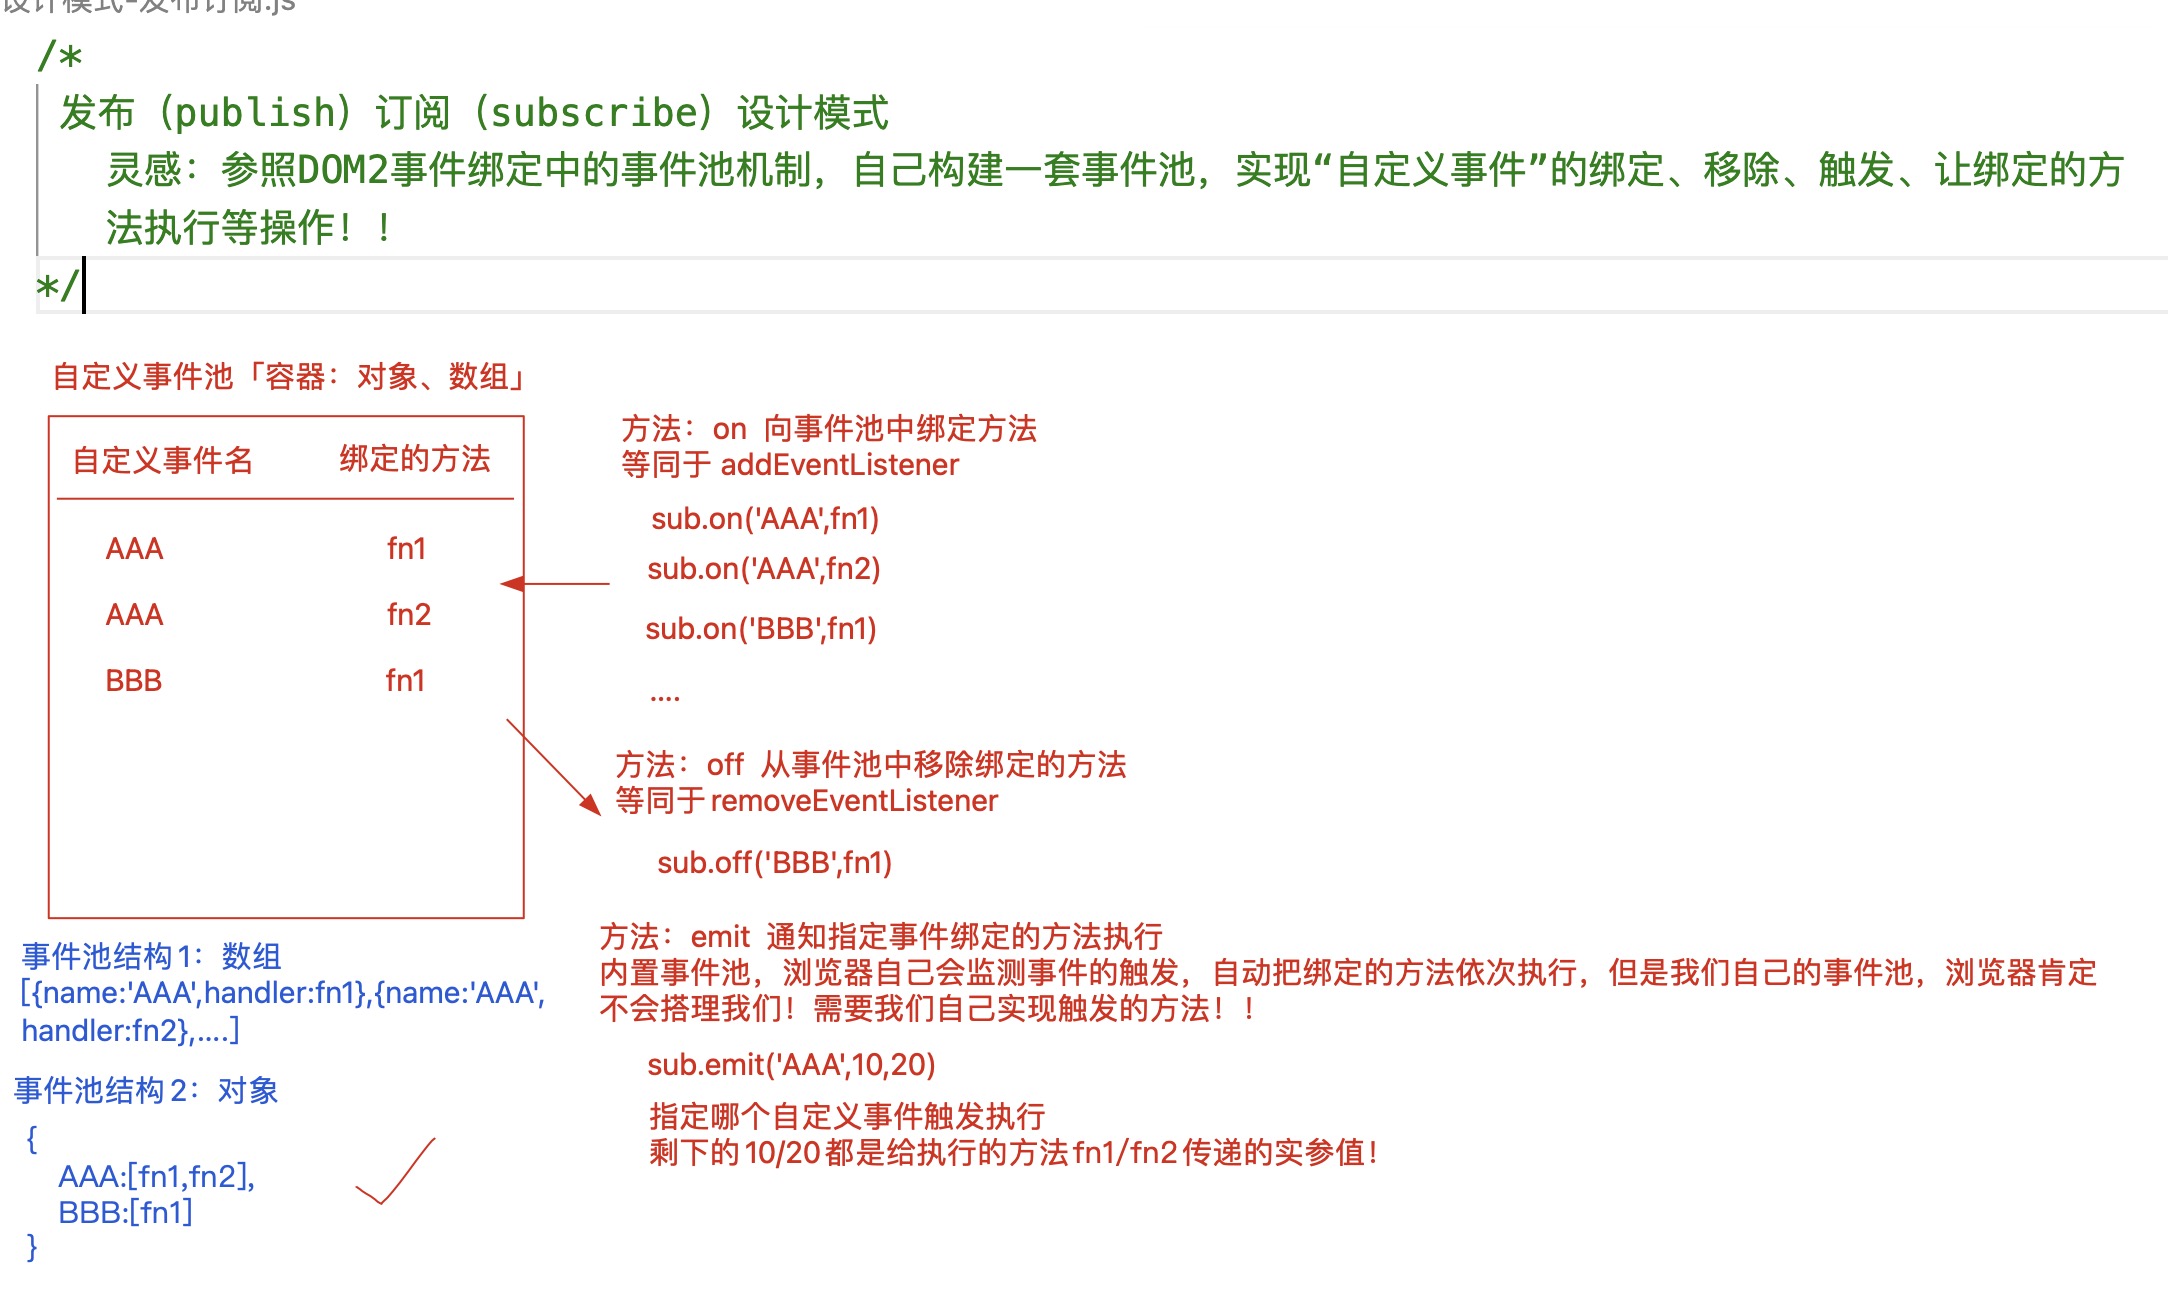 设计模式-发布订阅.js
/*
发布（publish）订阅（subscribe）设计模式
灵感：参照DOM2事件绑定中的事件池机制，自己构建一套事件池，实现“自定义事件”的绑定、移除、触发、让绑定的方
法执行等操作！！
*/
自定义事件池「容器：对象、数组」
自定义事件名 绑定的方法
AAA fn1
AAA fn2
BBB fn1
方法：on 向事件池中绑定方法
等同于 addEventListener
sub.on('AAA',fn1)
sub.on('AAA',fn2)
sub.on('BBB',fn1)
....
方法：off 从事件池中移除绑定的方法
等同于 removeEventListener
sub.off('BBB',fn1)
方法：emit 通知指定事件绑定的方法执行
内置事件池，浏览器自己会监测事件的触发，自动把绑定的方法依次执行，但是我们自己的事件池，浏览器肯定
不会搭理我们！需要我们自己实现触发的方法！！
sub.emit('AAA',10,20)
指定哪个自定义事件触发执行
剩下的10/20都是给执行的方法fn1/fn2传递的实参值！
事件池结构1：数组
[{name:'AAA',handler:fn1},{name:'AAA',
handler:fn2},....]
事件池结构2：对象
{
AAA:[fn1,fn2],
BBB:[fn1]
}